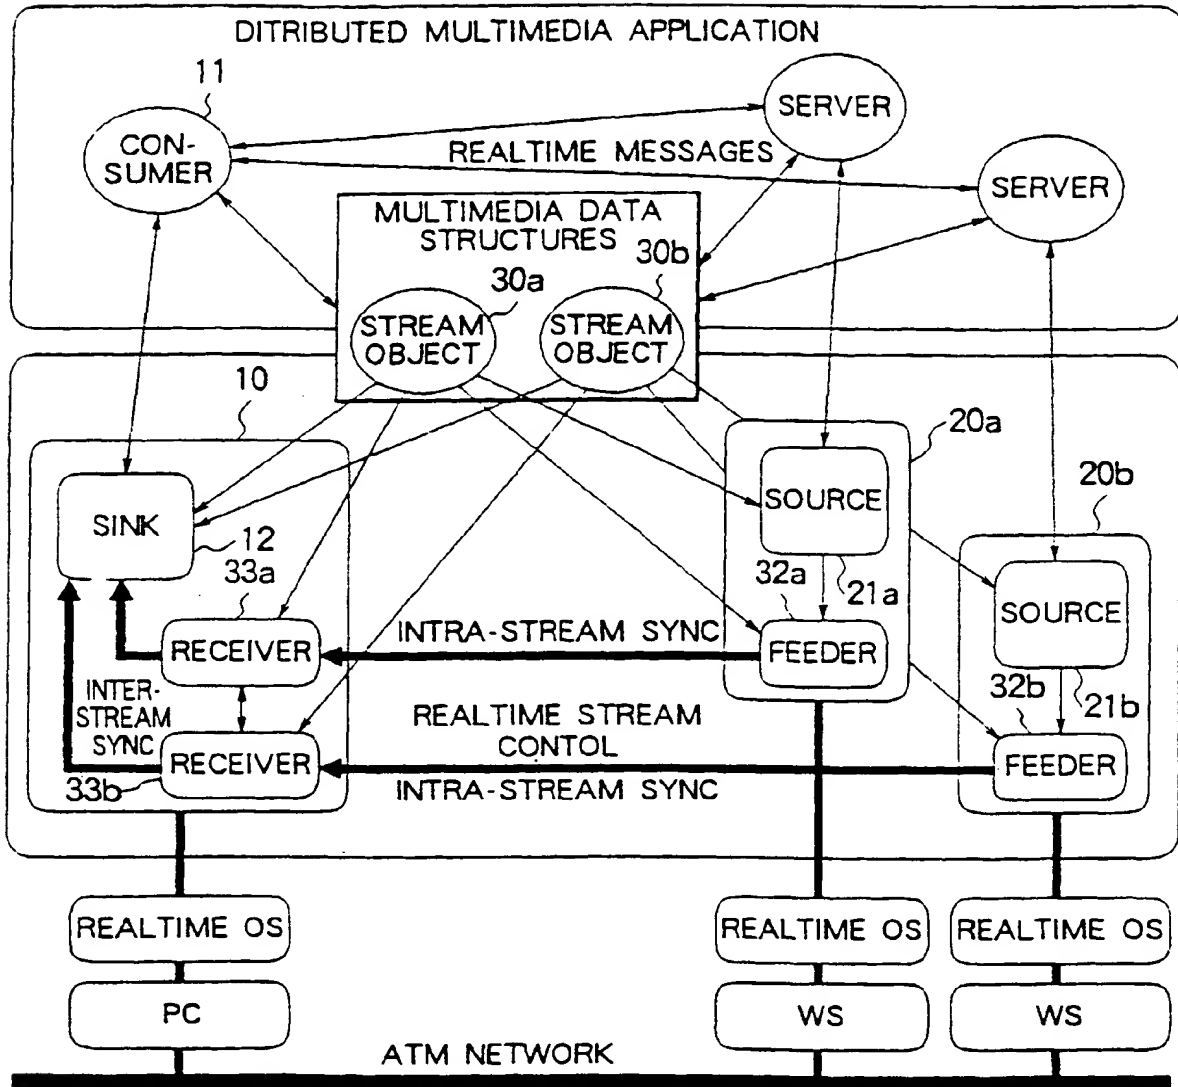 DITRIBUTED MULTIMEDIA APPLICATION
11
CON-
SUMER
SERVER
REALTIME MESSAGES
SERVER
MULTIMEDIA DATA
STRUCTURES
30a
30b
STREAM
OBJECT
STREAM
OBJECT
10
20a
20b
SINK
12
SOURCE
21a
SOURCE
21b
33a
32a
32b
RECEIVER
INTRA-STREAM SYNC
FEEDER
INTER-
STREAM
SYNC
REALTIME STREAM
CONTOL
RECEIVER
33b
INTRA-STREAM SYNC
FEEDER
REALTIME OS
REALTIME OS
REALTIME OS
PC
WS
WS
ATM NETWORK